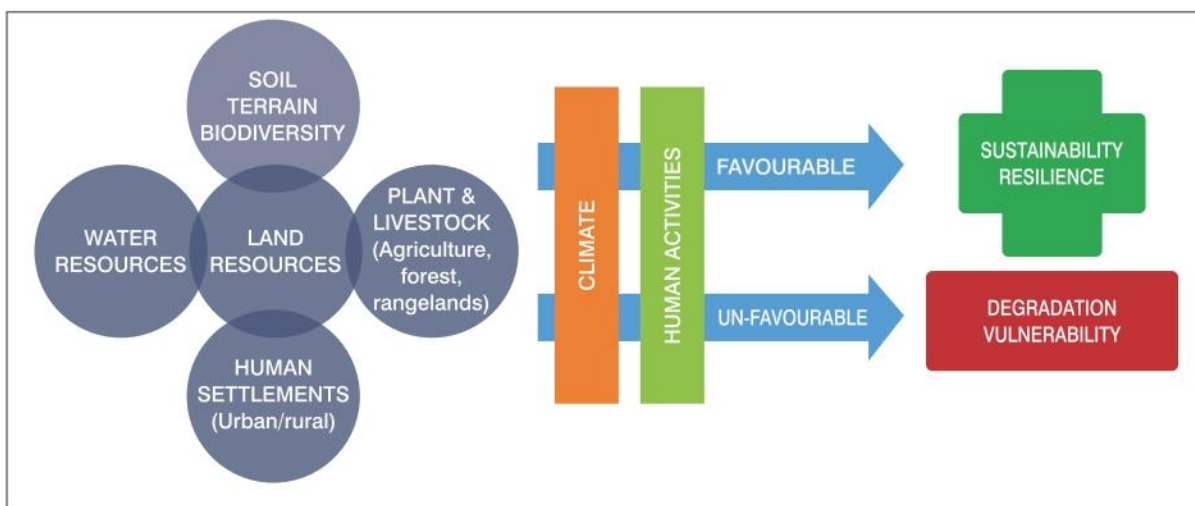 SOIL
TERRAIN
BIODIVERSITY
WATER
RESOURCES
LAND
RESOURCES
PLANT &
LIVESTOCK
(Agriculture,
forest,
rangelands)
HUMAN
SETTLEMENTS
(Urban/rural)
CLIMATE
HUMAN ACTIVITIES
FAVOURABLE
UN-FAVOURABLE
SUSTAINABILITY
RESILIENCE
DEGRADATION
VULNERABILITY